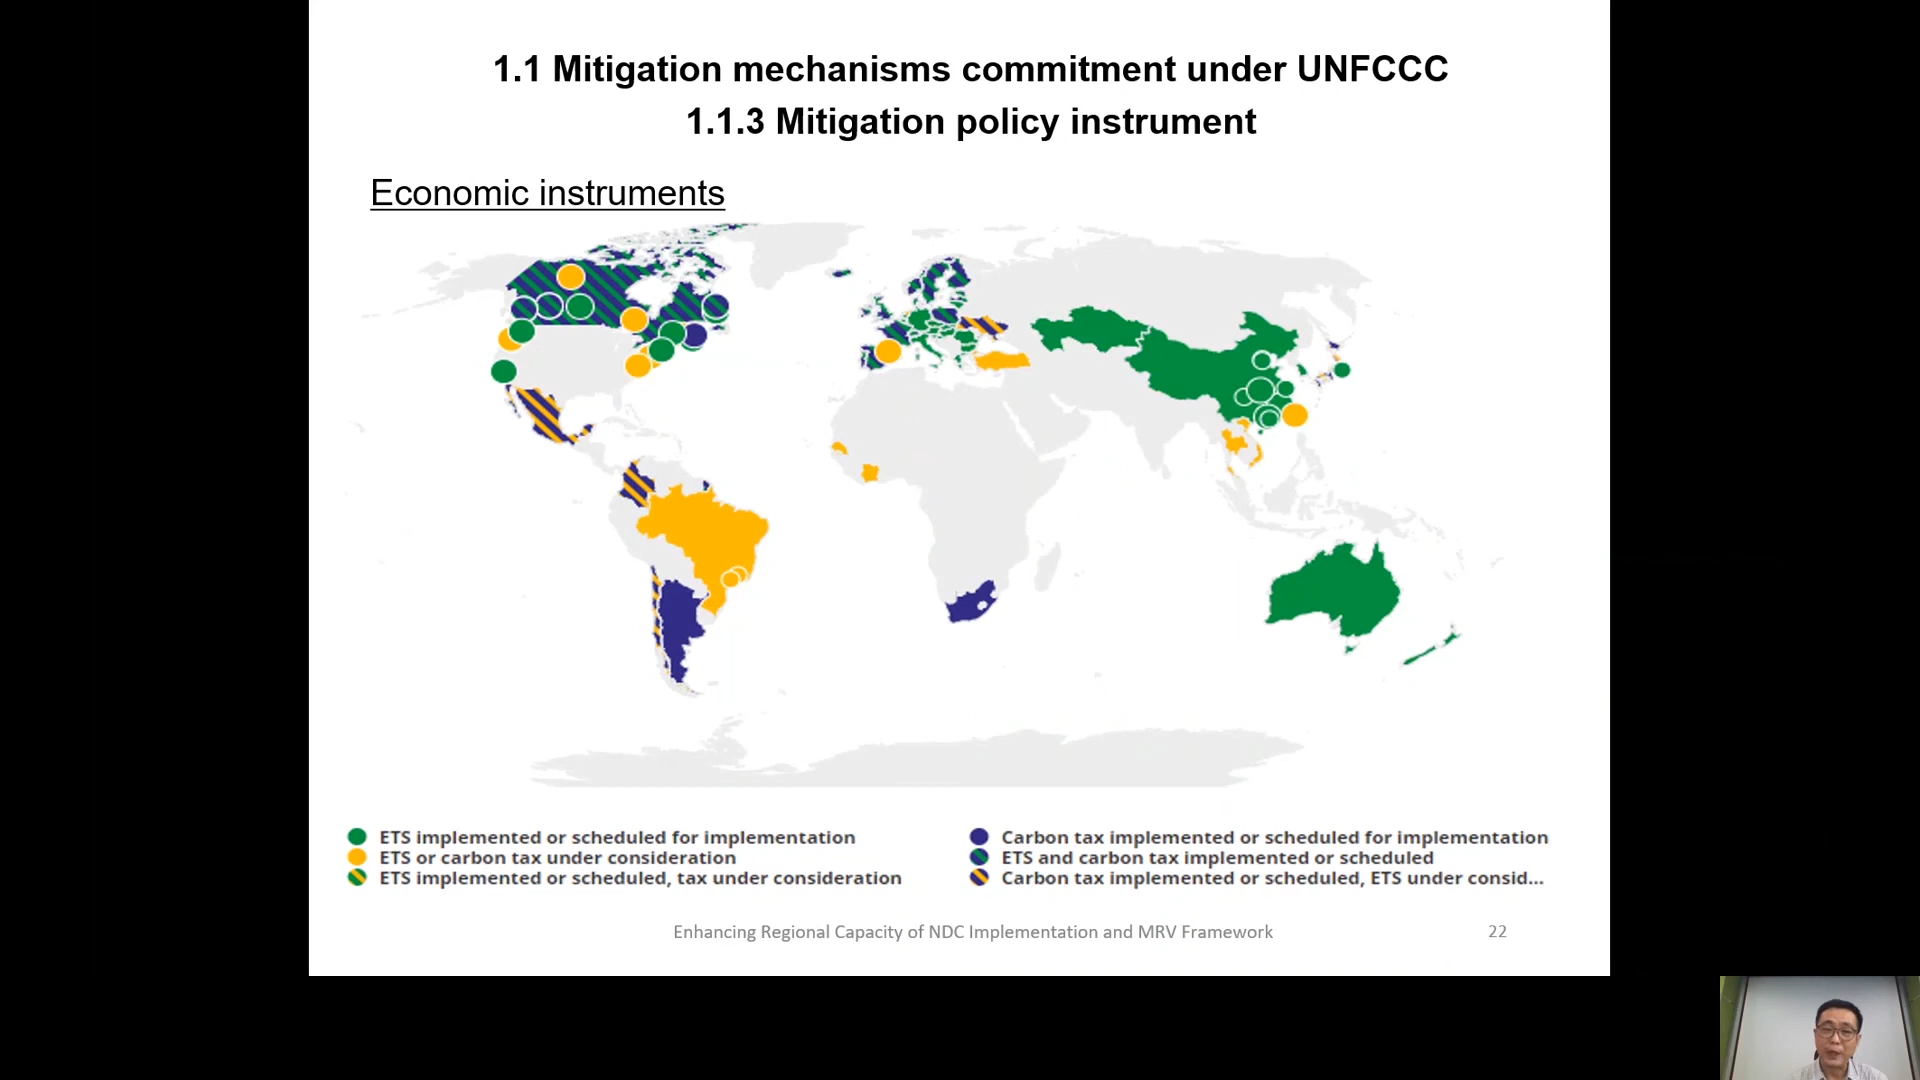 1.1 Mitigation mechanisms commitment under UNFCCC
1.1.3 Mitigation policy instrument
Economic instruments
ETS implemented or scheduled for implementation
ETS or carbon tax under consideration
ETS implemented or scheduled, tax under consideration
Carbon tax implemented or scheduled for implementation
ETS and carbon tax implemented or scheduled
Carbon tax implemented or scheduled, ETS under consid...
Enhancing Regional Capacity of NDC Implementation and MRV Framework
22